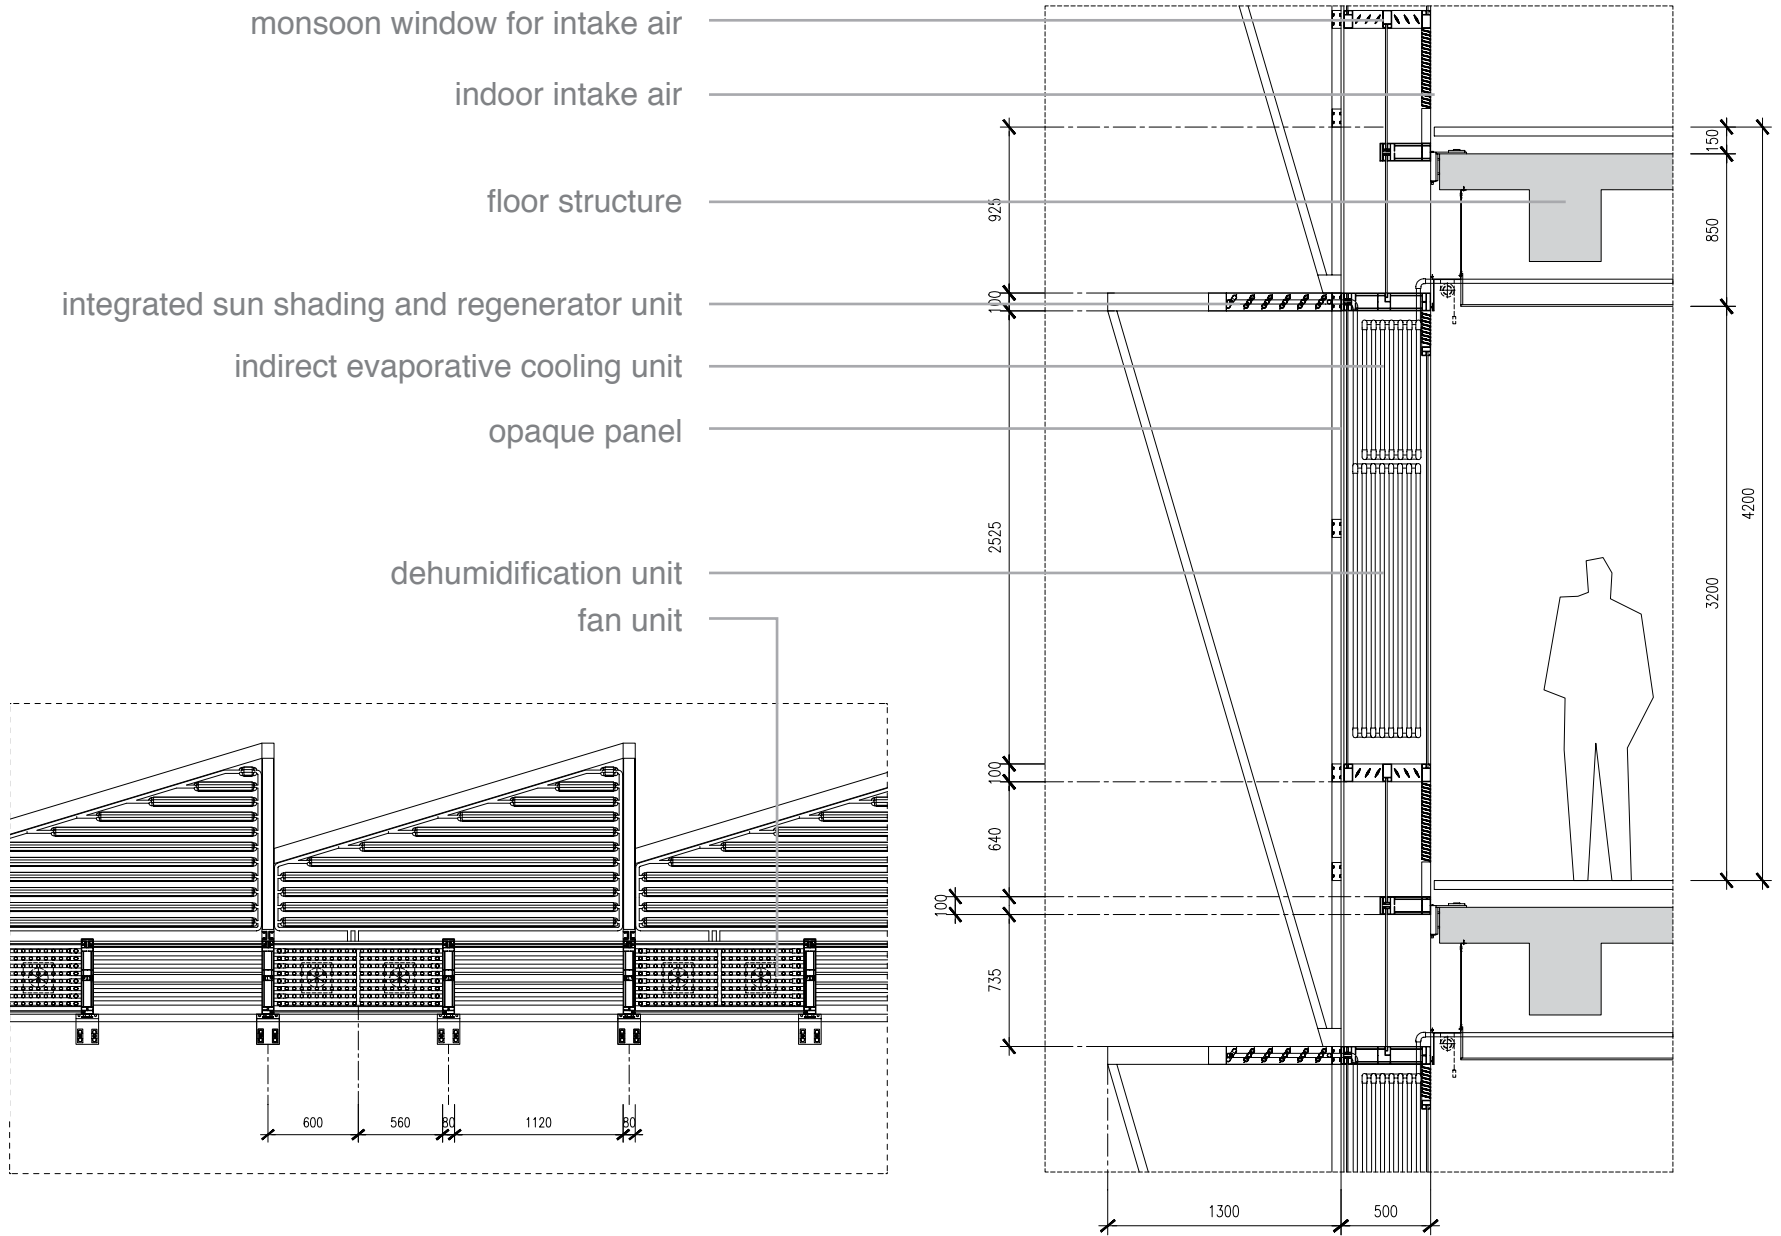 monsoon window for intake air
indoor intake air
floor structure
integrated sun shading and regenerator unit
indirect evaporative cooling unit
opaque panel
dehumidification unit
fan unit
600
560
80
1120
80
925
100
2525
100
640
100
735
150
850
3200
4200
1300
500